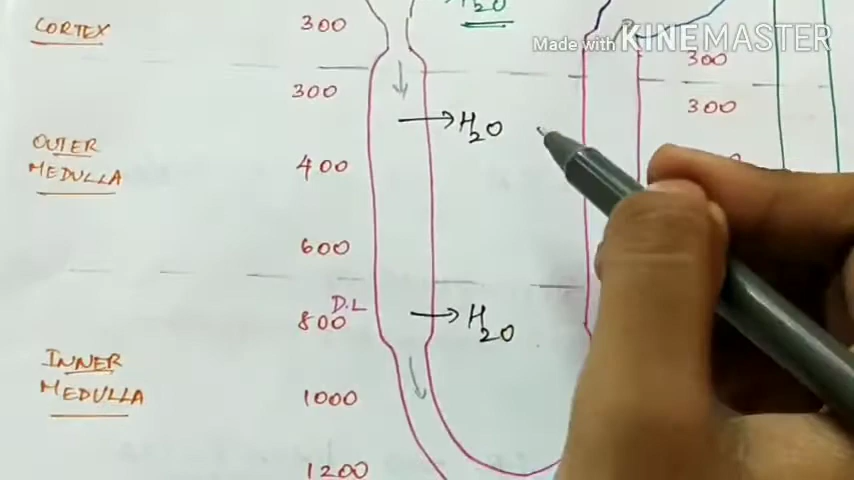 CORTEX
300
H2O
Made with KINEMASTER
300
300
300
H2O
OUTER
MEDULLA
400
600
D.L
800
H2O
INNER
MEDULLA
1000
1200